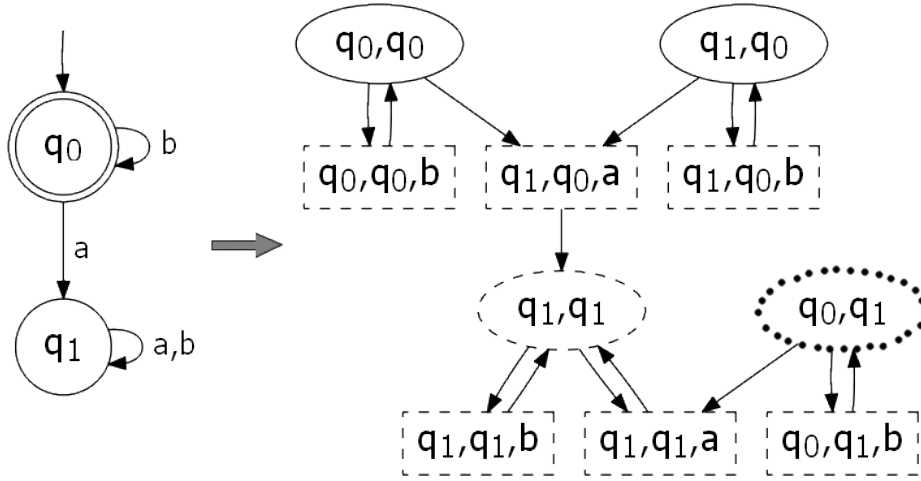 q₀,q₀
q₁,q₀
q₀
b
q₀,q₀,b
q₁,q₀,a
q₁,q₀,b
a
q₁,q₁
q₀,q₁
q₁
a,b
q₁,q₁,b
q₁,q₁,a
q₀,q₁,b